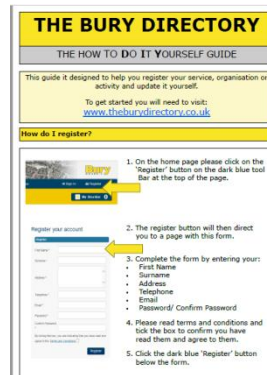 THE BURY DIRECTORY
THE HOW TO DO IT YOURSELF GUIDE
This guide it designed to help you register your service, organisation or
activity and update it yourself.
To get started you will need to visit:
www.theburydirectory.co.uk
How do I register?
Bury
1. On the home page please click on the
'Register' button on the dark blue tool
Bar at the top of the page.
Register your account
2. The register button will then direct
you to a page with this form.
3. Complete the form by entering your:
• First Name
• Surname
• Address
• Telephone
• Email
• Password/ Confirm Password
4. Please read terms and conditions and
tick the box to confirm you have
read them and agree to them.
5. Click the dark blue 'Register' button
below the form.
Register